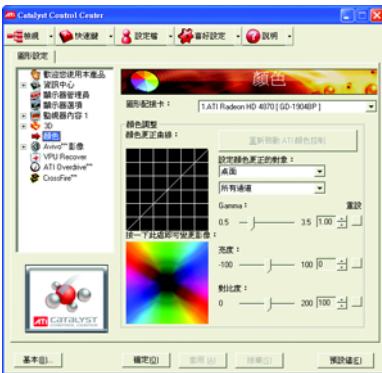 Catalyst Control Center
檢視 快速鍵 設定檔 喜好設定 說明
圖形設定
歡迎您使用本產品
資訊中心
顯示器管理員
顯示器選項
監視器內容 1
3D
顏色
Avivo™ 影像
VPU Recover
ATI Overdrive™
CrossFire™
ATI CATALYST
CONTROL CENTER
顏色
圖形配接卡：
1.ATI Radeon HD 4870 [ GD-1904BP ]
顏色調整
顏色更正曲線：
重新啟動 ATI 顏色控制
設定顏色更正的對象：
桌面
所有通道
Gamma： 重設
0.5 3.5 1.00
按一下此處即可變更影像：
亮度：
-100 100 0
對比度：
0 200 100
基本(B)... 確定(O) 套用(A) 捨棄(S) 預設值(E)